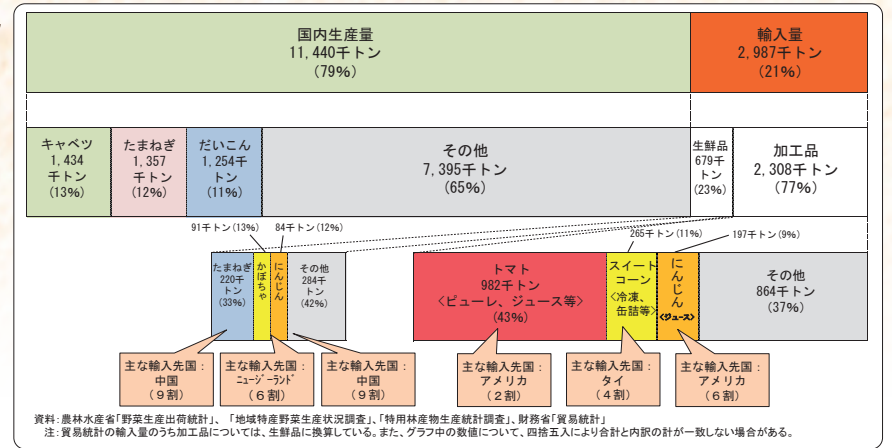 国内生産量
11,440千トン
(79%)
輸入量
2,987千トン
(21%)
キャベツ
1,434
千トン
(13%)
たまねぎ
1,357
千トン
(12%)
だいこん
1,254千
トン
(11%)
その他
7,395千トン
(65%)
生鮮品
679千
トン
(23%)
加工品
2,308千トン
(77%)
91千トン(13%)
84千トン(12%)
265千トン(11%)
197千トン(9%)
たまねぎ
220千
トン
(33%)
かぼちゃ
にんじん
その他
284千
トン
(42%)
トマト
982千トン
<ピューレ、ジュース等>
(43%)
スイート
コーン
<冷凍、
缶詰等>
にんじん
<ジュース>
その他
864千トン
(37%)
主な輸入先国:
中国
(9割)
主な輸入先国:
ニュージーランド
(6割)
主な輸入先国:
中国
(9割)
主な輸入先国:
アメリカ
(2割)
主な輸入先国:
タイ
(4割)
主な輸入先国:
アメリカ
(6割)
資料:農林水産省「野菜生産出荷統計」、「地域特産野菜生産状況調査」、「特用林産物生産統計調査」、財務省「貿易統計」
注:貿易統計の輸入量のうち加工品については、生鮮品に換算している。また、グラフ中の数値について、四捨五入により合計と内訳の計が一致しない場合がある。